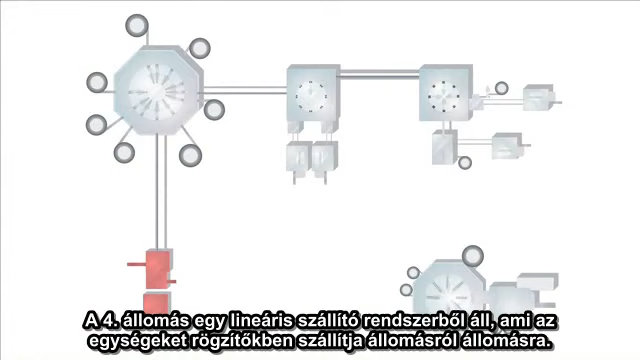 A 4. állomás egy lineáris szállító rendszerből áll, ami az
egységeket rögzítőkben szállítja állomásról állomásra.